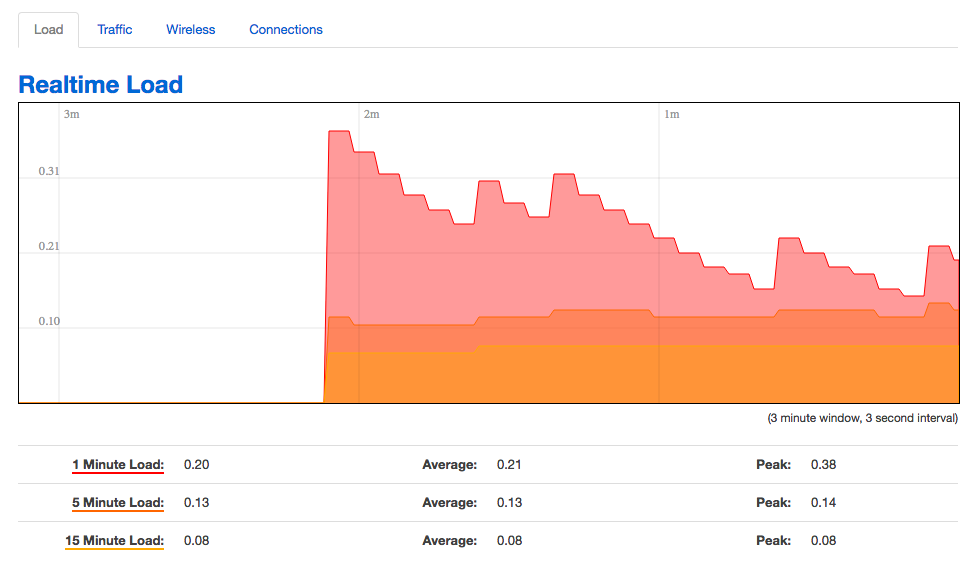 Load Traffic Wireless Connections
Realtime Load
3m 2m 1m
0.31
0.21
0.10
(3 minute window, 3 second interval)
1 Minute Load: 0.20 Average: 0.21 Peak: 0.38
5 Minute Load: 0.13 Average: 0.13 Peak: 0.14
15 Minute Load: 0.08 Average: 0.08 Peak: 0.08